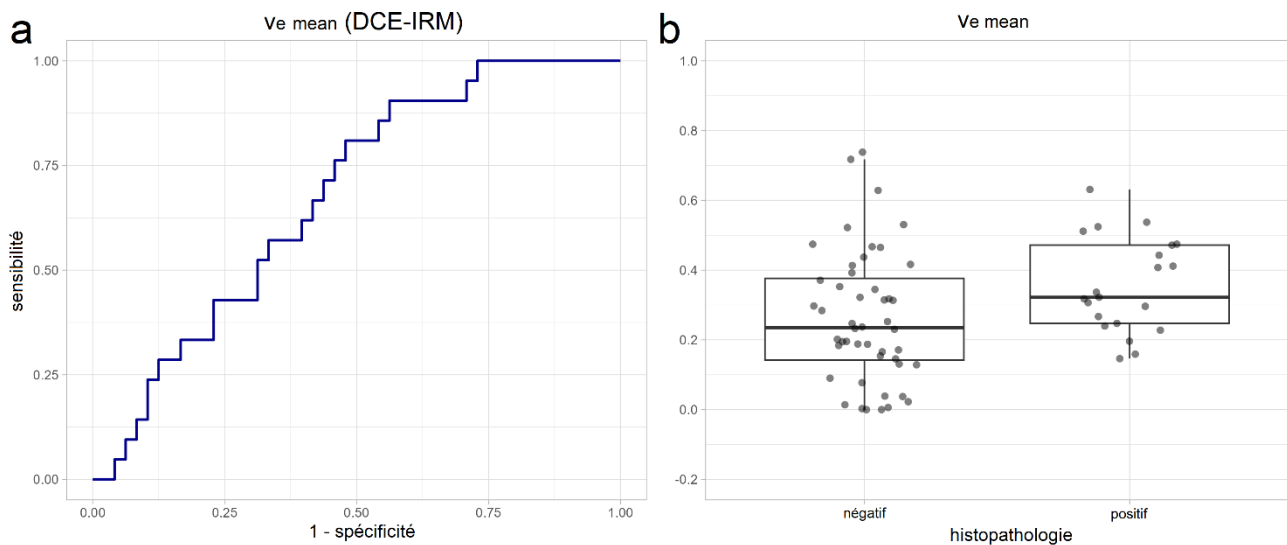 a
Ve mean (DCE-IRM)
1.00
0.75
0.50
0.25
0.00
sensibilité
0.00 0.25 0.50 0.75 1.00
1 - spécificité
b
Ve mean
1.0
0.8
0.6
0.4
0.2
0.0
-0.2
négatif positif
histopathologie